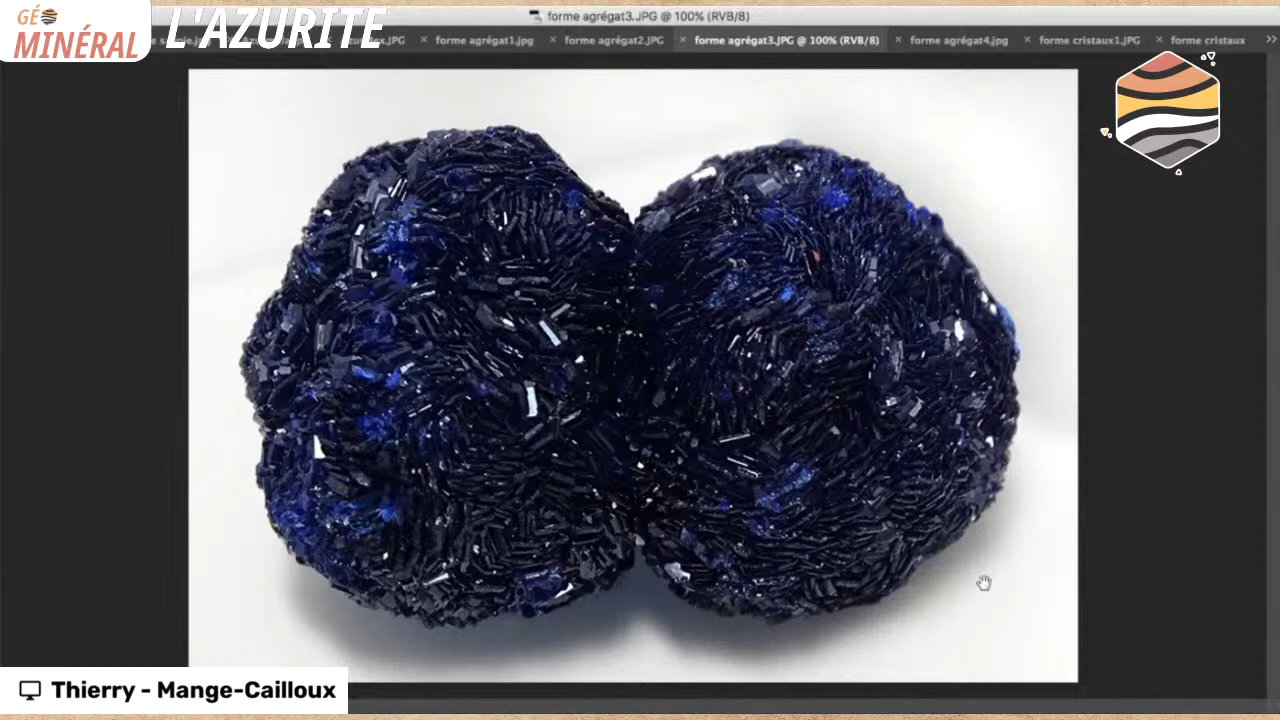 GÉO
MINÉRAL
L'AZURITE
forme agrégat3.JPG @ 100% (RVB/8)
forme agrégat1.jpg
forme agrégat2.JPG
forme agrégat3.JPG @ 100% (RVB/8)
forme agrégat4.jpg
forme cristaux1.JPG
forme cristaux
Thierry - Mange-Cailloux